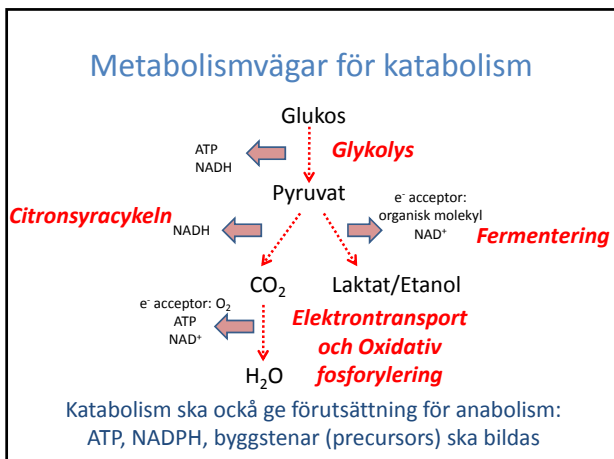 Metabolismvägar för katabolism
Glukos
ATP
NADH
Glykolys
Pyruvat
Citronsyracykeln
NADH
e⁻ acceptor:
organisk molekyl
NAD⁺
Fermentering
CO₂
Laktat/Etanol
e⁻ acceptor: O₂
ATP
NAD⁺
Elektrontransport
och Oxidativ
fosforylering
H₂O
Katabolism ska ockå ge förutsättning för anabolism:
ATP, NADPH, byggstenar (precursors) ska bildas